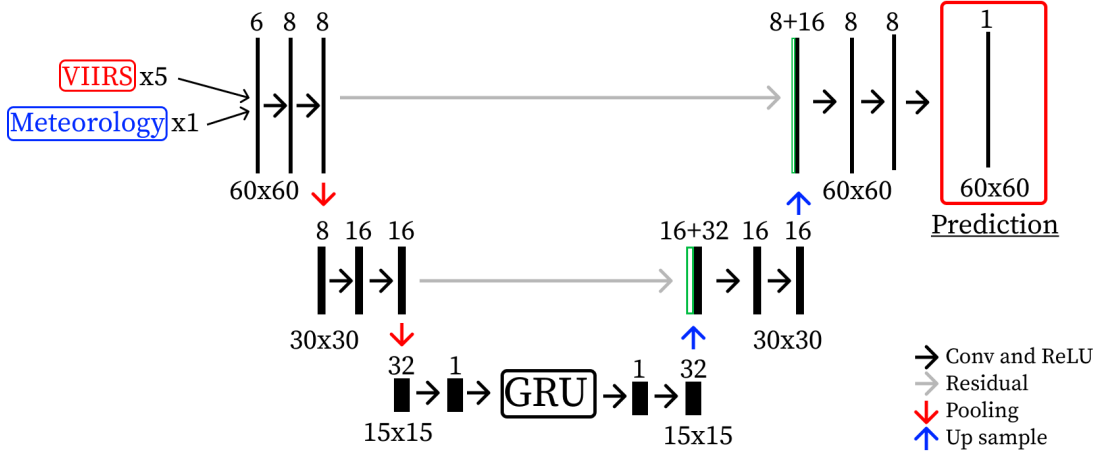 6 8 8
8+16 8 8
1
VIIRS x5
Meteorology x1
60x60
60x60
60x60
Prediction
8 16 16
16+32 16 16
30x30
30x30
32 1
GRU
1 32
15x15
15x15
Conv and ReLU
Residual
Pooling
Up sample